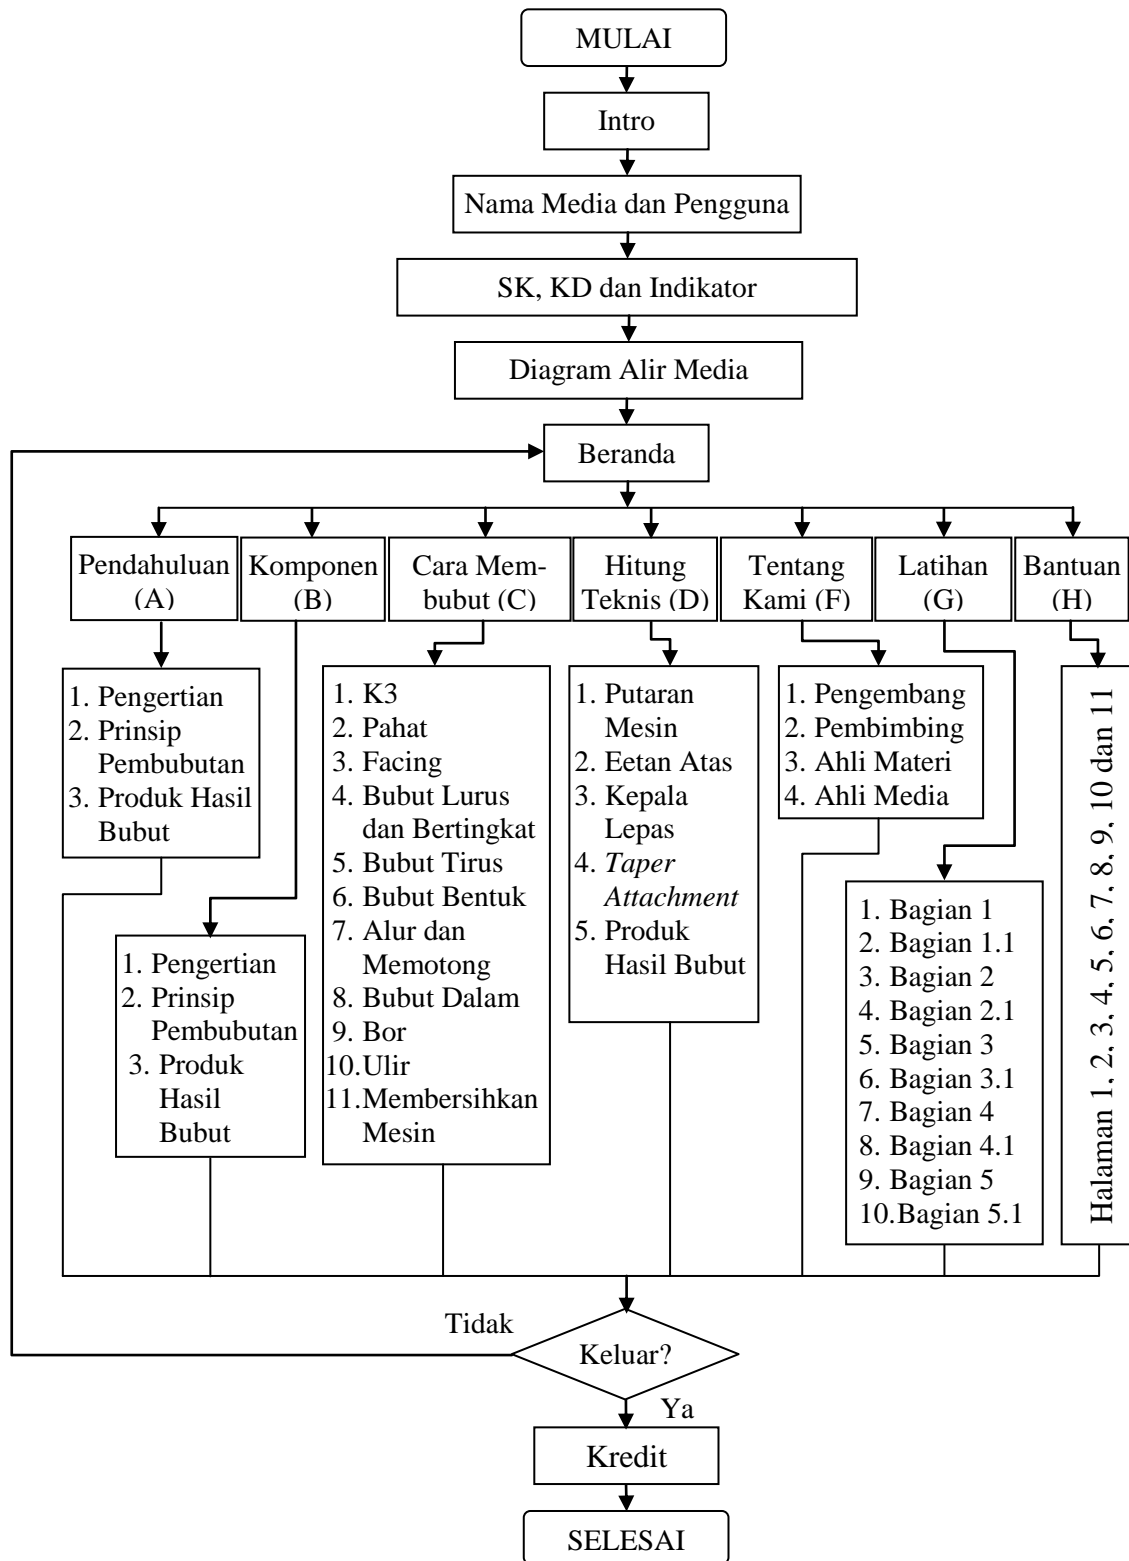 MULAI
Intro
Nama Media dan Pengguna
SK, KD dan Indikator
Diagram Alir Media
Beranda
Pendahuluan
(A)
Komponen
(B)
Cara Mem-
bubut (C)
Hitung
Teknis (D)
Tentang
Kami (F)
Latihan
(G)
Bantuan
(H)
1. Pengertian
2. Prinsip
Pembubutan
3. Produk Hasil
Bubut
1. Pengertian
2. Prinsip
Pembubutan
3. Produk
Hasil
Bubut
1. K3
2. Pahat
3. Facing
4. Bubut Lurus
dan Bertingkat
5. Bubut Tirus
6. Bubut Bentuk
7. Alur dan
Memotong
8. Bubut Dalam
9. Bor
10. Ulir
11. Membersihkan
Mesin
1. Putaran
Mesin
2. Eetan Atas
3. Kepala
Lepas
4. Taper
Attachment
5. Produk
Hasil Bubut
1. Pengembang
2. Pembimbing
3. Ahli Materi
4. Ahli Media
1. Bagian 1
2. Bagian 1.1
3. Bagian 2
4. Bagian 2.1
5. Bagian 3
6. Bagian 3.1
7. Bagian 4
8. Bagian 4.1
9. Bagian 5
10. Bagian 5.1
Halaman 1, 2, 3, 4, 5, 6, 7, 8, 9, 10 dan 11
Tidak
Keluar?
Ya
Kredit
SELESAI